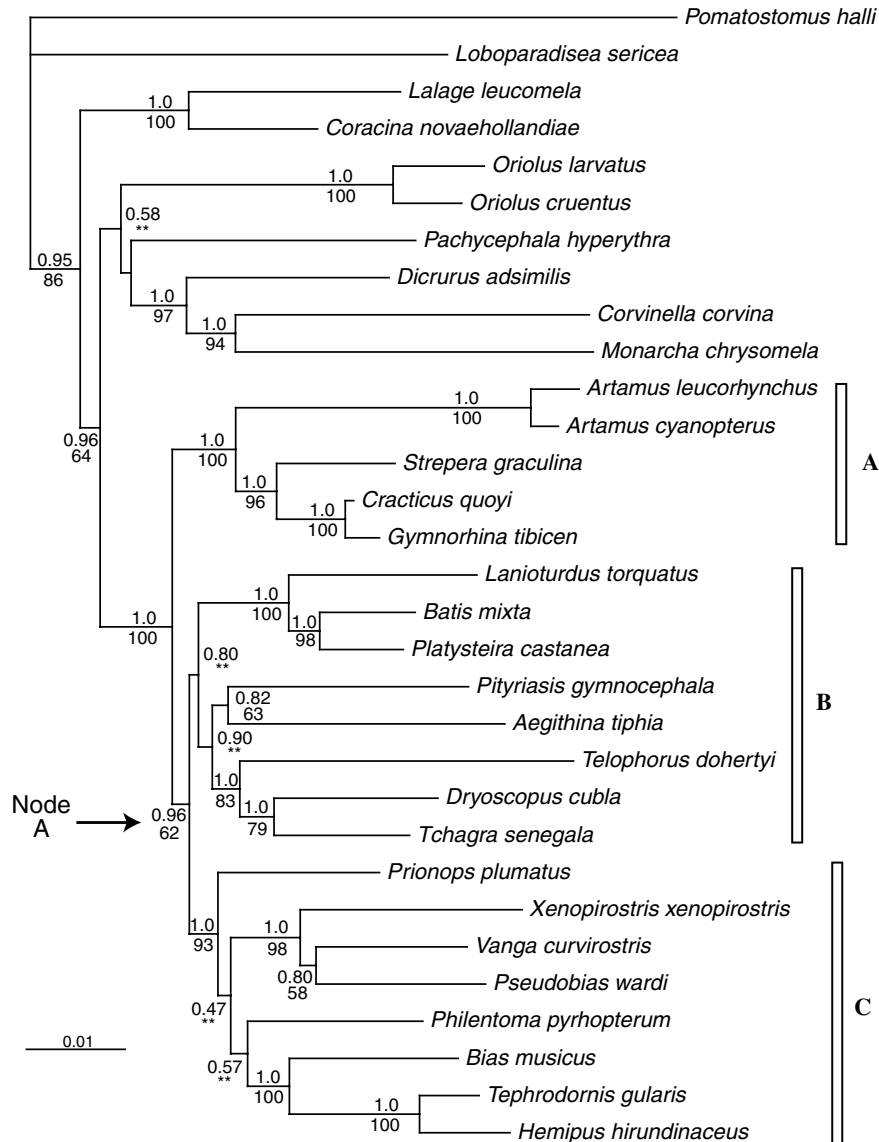 Pomatostomus halli
Loboparadisea sericea
1.0
100
Lalage leucomela
Coracina novaehollandiae
1.0
100
Oriolus larvatus
Oriolus cruentus
0.58
**
Pachycephala hyperythra
0.95
86
Dicrurus adsimilis
1.0
97
Corvinella corvina
1.0
94
Monarcha chrysomela
Artamus leucorhynchus
1.0
100
Artamus cyanopterus
0.96
64
1.0
100
Strepera graculina
A
1.0
96
Cracticus quoyi
1.0
100
Gymnorhina tibicen
Lanioturdus torquatus
1.0
100
Batis mixta
1.0
98
Platysteira castanea
1.0
100
0.80
**
Pityriasis gymnocephala
0.82
63
B
Aegithina tiphia
0.90
**
Telophorus dohertyi
1.0
83
Dryoscopus cubla
1.0
79
Tchagra senegala
Node
A
0.96
62
Prionops plumatus
1.0
93
Xenopirostris xenopirostris
1.0
98
Vanga curvirostris
0.80
58
Pseudobias wardi
C
0.47
**
Philentoma pyrhopterum
0.01
0.57
**
Bias musicus
1.0
100
Tephrodornis gularis
1.0
100
Hemipus hirundinaceus